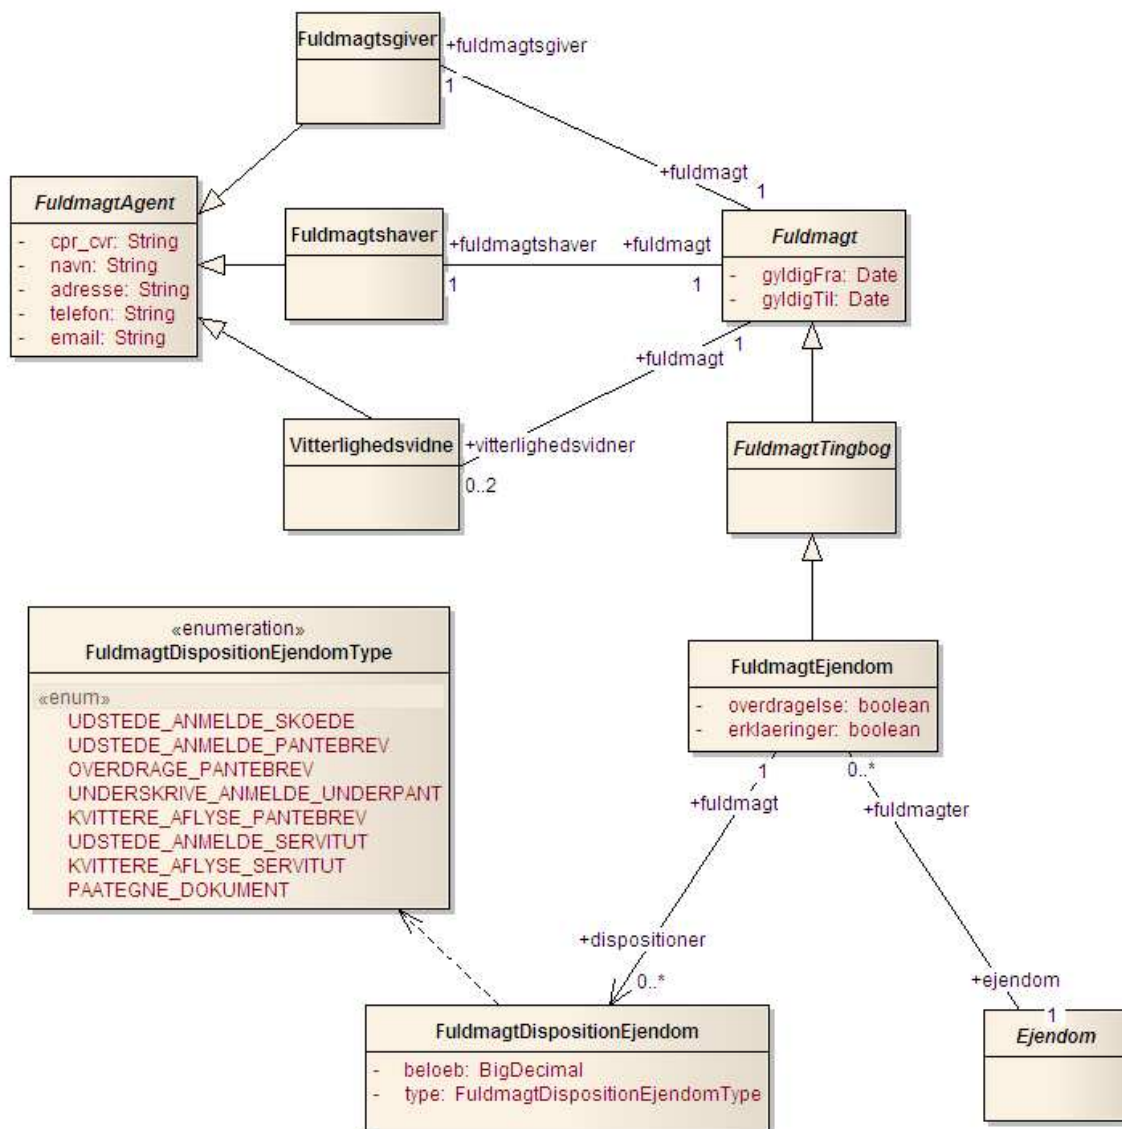 Fuldmagtsgiver
+fuldmagtsgiver
1
+fuldmagt
1
FuldmagtAgent
- cpr_cvr: String
- navn: String
- adresse: String
- telefon: String
- email: String
Fuldmagtshaver
+fuldmagtshaver
1
+fuldmagt
1
Fuldmagt
- gyldigFra: Date
- gyldigTil: Date
1
+fuldmagt
Vitterlighedsvidne
+vitterlighedsvidner
0..2
FuldmagtTingbog
«enumeration»
FuldmagtDispositionEjendomType
«enum»
UDSTEDE_ANMELDE_SKOEDE
UDSTEDE_ANMELDE_PANTEBREV
OVERDRAGE_PANTEBREV
UNDERSKRIVE_ANMELDE_UNDERPANT
KVITTERE_AFLYSE_PANTEBREV
UDSTEDE_ANMELDE_SERVITUT
KVITTERE_AFLYSE_SERVITUT
PAATEGNE_DOKUMENT
FuldmagtEjendom
- overdragelse: boolean
- erklaeringer: boolean
1
+fuldmagt
0..*
+fuldmagter
+dispositioner
0..*
+ejendom
1
FuldmagtDispositionEjendom
- beloeb: BigDecimal
- type: FuldmagtDispositionEjendomType
Ejendom